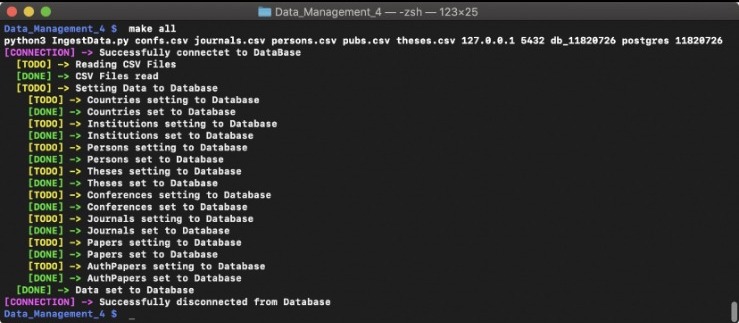 Data_Management_4 — -zsh — 123×25
Data_Management_4 $ make all
python3 IngestData.py confs.csv journals.csv persons.csv pubs.csv theses.csv 127.0.0.1 5432 db_11820726 postgres 11820726
[CONNECTION] -> Successfully connectet to DataBase
[TODO] -> Reading CSV Files
[DONE] -> CSV Files read
[TODO] -> Setting Data to Database
[TODO] -> Countries setting to Database
[DONE] -> Countries set to Database
[TODO] -> Institutions setting to Database
[DONE] -> Institutions set to Database
[TODO] -> Persons setting to Database
[DONE] -> Persons set to Database
[TODO] -> Theses setting to Database
[DONE] -> Theses set to Database
[TODO] -> Conferences setting to Database
[DONE] -> Conferences set to Database
[TODO] -> Journals setting to Database
[DONE] -> Journals set to Database
[TODO] -> Papers setting to Database
[DONE] -> Papers set to Database
[TODO] -> AuthPapers setting to Database
[DONE] -> AuthPapers set to Database
[DONE] -> Data set to Database
[CONNECTION] -> Successfully disconnected from Database
Data_Management_4 $ _